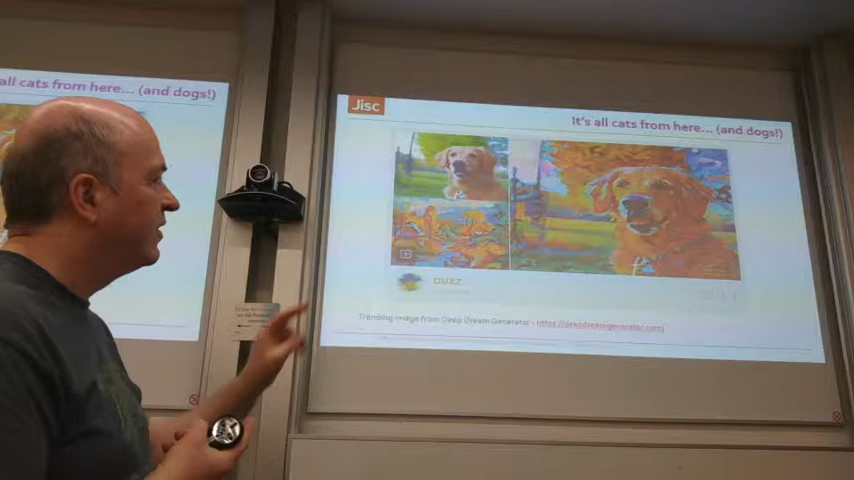 all cats from here... (and dogs!)
Jisc
It's all cats from here... (and dogs!)
puzz
Trending image from Deep Dream Generator -